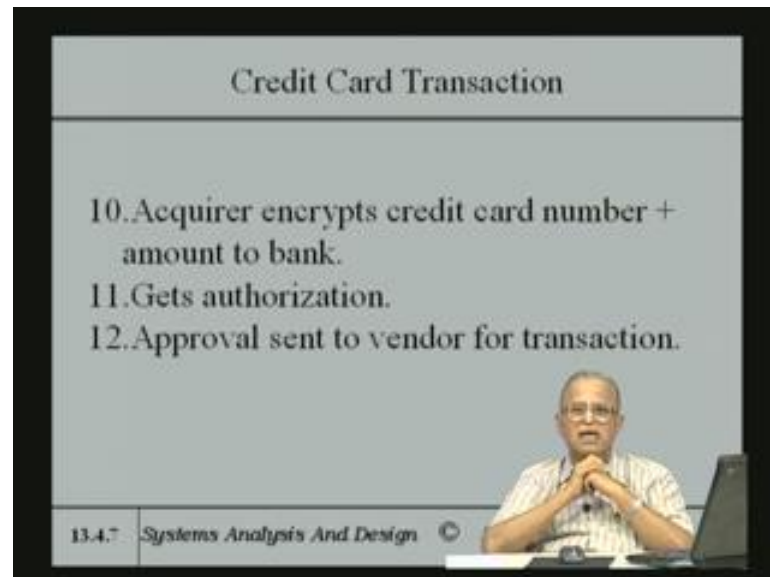 Credit Card Transaction
10.Acquirer encrypts credit card number +
amount to bank.
11.Gets authorization.
12.Approval sent to vendor for transaction.
13.4.7 Systems Analysis And Design ©